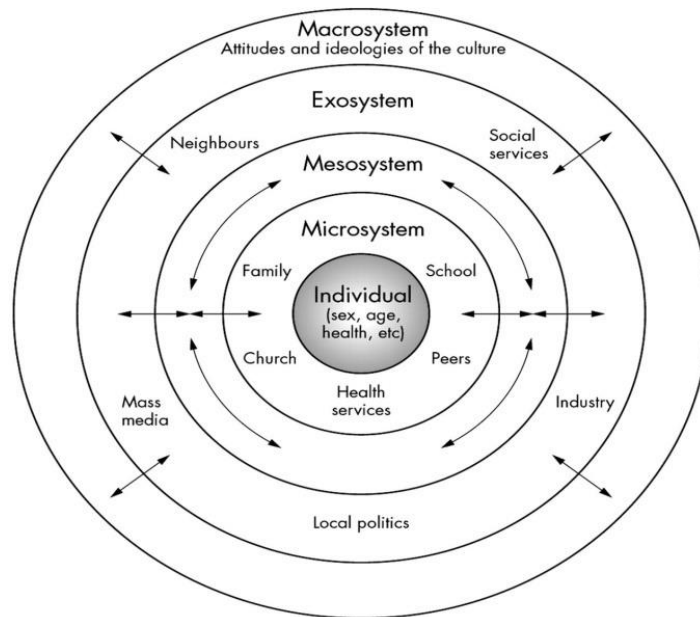 Macrosystem
Attitudes and ideologies of the culture
Exosystem
Neighbours
Social
services
Mesosystem
Microsystem
Family
School
Individual
(sex, age,
health, etc)
Church
Peers
Health
services
Mass
media
Industry
Local politics